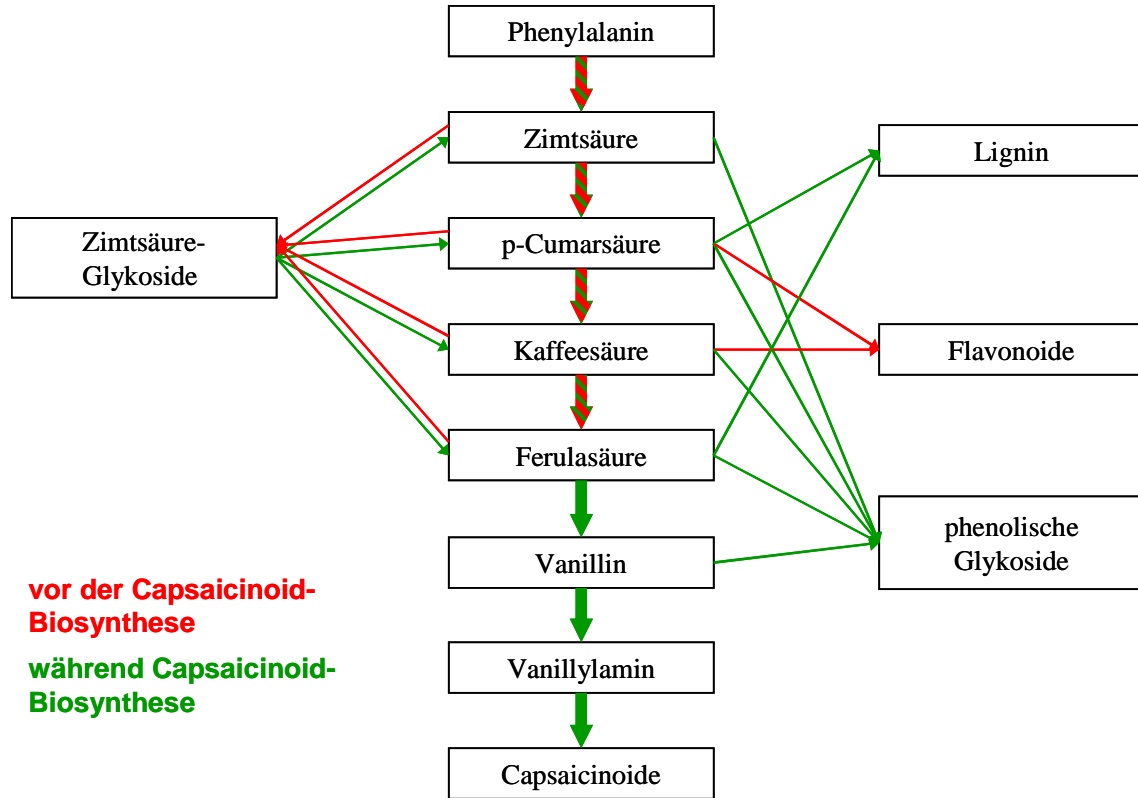 Phenylalanin
Zimtsäure
Lignin
Zimtsäure-
Glykoside
p-Cumarsäure
Kaffeesäure
Flavonoide
Ferulasäure
phenolische
Glykoside
Vanillin
vor der Capsaicinoid-
Biosynthese
während Capsaicinoid-
Biosynthese
Vanillylamin
Capsaicinoide